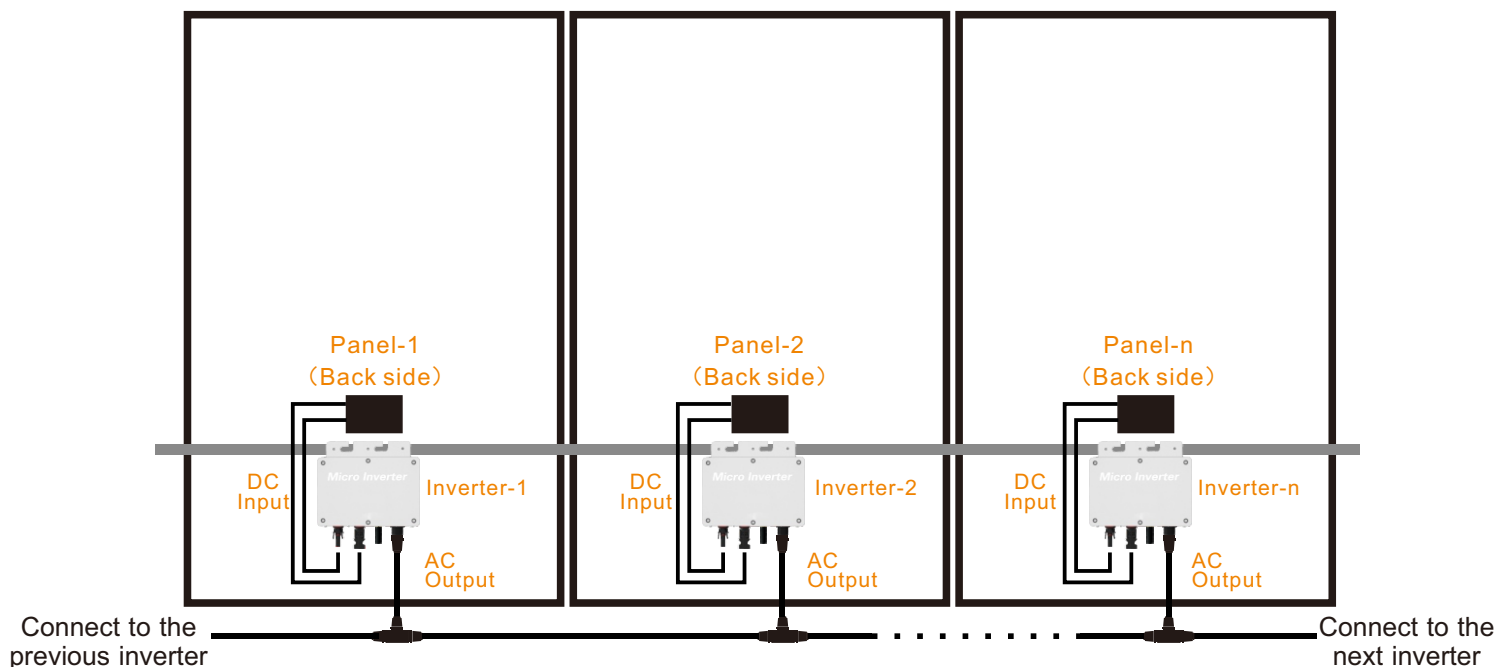 Panel-1
（Back side）
Panel-2
（Back side）
Panel-n
（Back side）
DC
Input
Micro Inverter
Inverter-1
AC
Output
DC
Input
Micro Inverter
Inverter-2
AC
Output
DC
Input
Micro Inverter
Inverter-n
AC
Output
Connect to the
previous inverter
Connect to the
next inverter